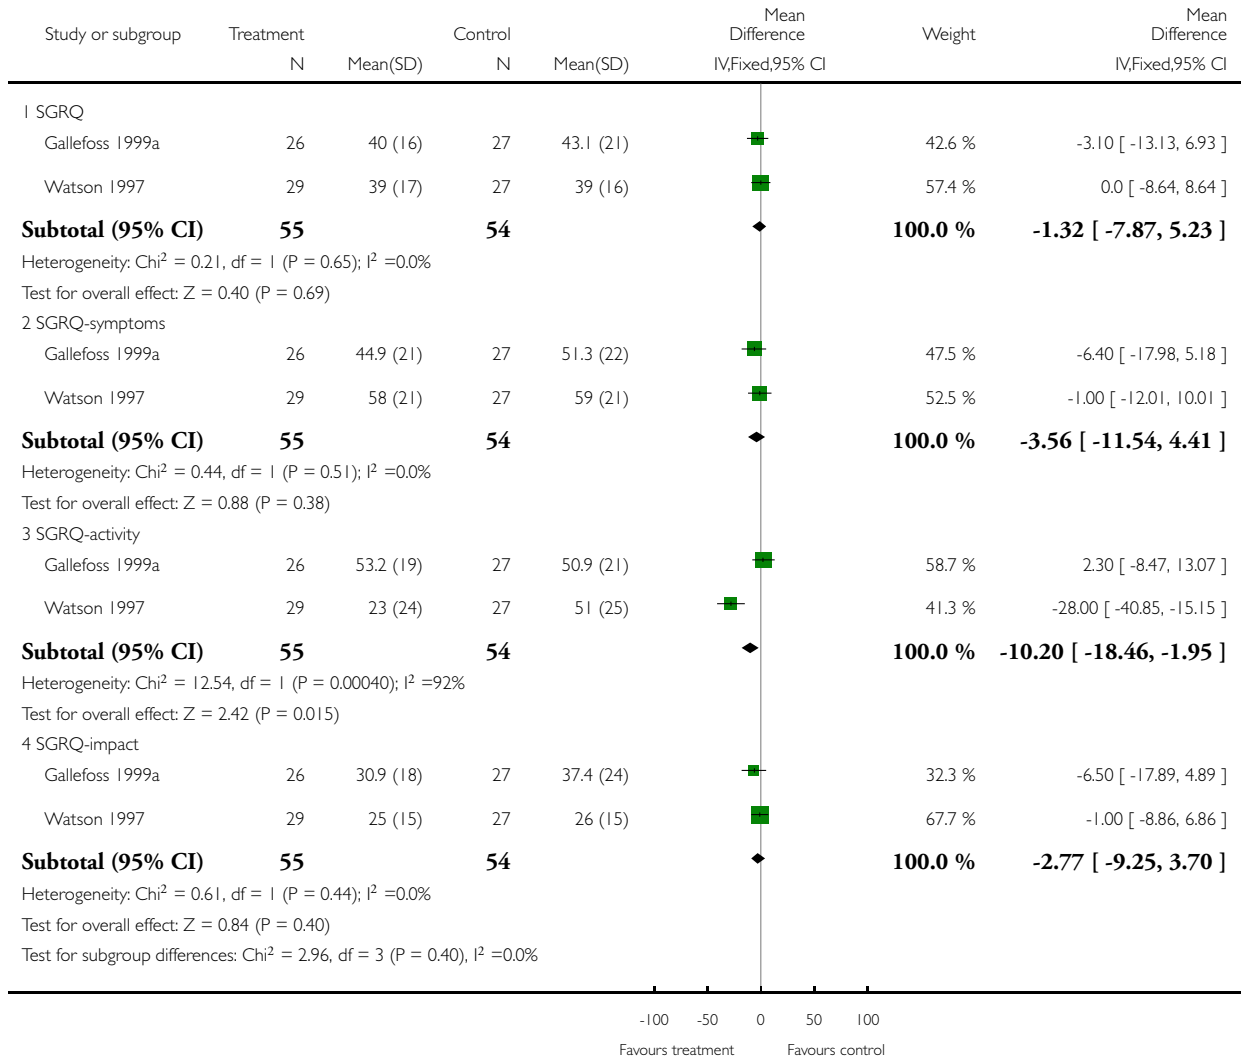 Study or subgroup Treatment Control Mean Difference Weight Mean Difference
N Mean(SD) N Mean(SD) IV,Fixed,95% CI IV,Fixed,95% CI
1 SGRQ
Gallefoss 1999a 26 40 (16) 27 43.1 (21) 42.6 % -3.10 [ -13.13, 6.93 ]
Watson 1997 29 39 (17) 27 39 (16) 57.4 % 0.0 [ -8.64, 8.64 ]
Subtotal (95% CI) 55 54 100.0 % -1.32 [ -7.87, 5.23 ]
Heterogeneity: Chi² = 0.21, df = 1 (P = 0.65); I² =0.0%
Test for overall effect: Z = 0.40 (P = 0.69)
2 SGRQ-symptoms
Gallefoss 1999a 26 44.9 (21) 27 51.3 (22) 47.5 % -6.40 [ -17.98, 5.18 ]
Watson 1997 29 58 (21) 27 59 (21) 52.5 % -1.00 [ -12.01, 10.01 ]
Subtotal (95% CI) 55 54 100.0 % -3.56 [ -11.54, 4.41 ]
Heterogeneity: Chi² = 0.44, df = 1 (P = 0.51); I² =0.0%
Test for overall effect: Z = 0.88 (P = 0.38)
3 SGRQ-activity
Gallefoss 1999a 26 53.2 (19) 27 50.9 (21) 58.7 % 2.30 [ -8.47, 13.07 ]
Watson 1997 29 23 (24) 27 51 (25) 41.3 % -28.00 [ -40.85, -15.15 ]
Subtotal (95% CI) 55 54 100.0 % -10.20 [ -18.46, -1.95 ]
Heterogeneity: Chi² = 12.54, df = 1 (P = 0.00040); I² =92%
Test for overall effect: Z = 2.42 (P = 0.015)
4 SGRQ-impact
Gallefoss 1999a 26 30.9 (18) 27 37.4 (24) 32.3 % -6.50 [ -17.89, 4.89 ]
Watson 1997 29 25 (15) 27 26 (15) 67.7 % -1.00 [ -8.86, 6.86 ]
Subtotal (95% CI) 55 54 100.0 % -2.77 [ -9.25, 3.70 ]
Heterogeneity: Chi² = 0.61, df = 1 (P = 0.44); I² =0.0%
Test for overall effect: Z = 0.84 (P = 0.40)
Test for subgroup differences: Chi² = 2.96, df = 3 (P = 0.40), I² =0.0%
-100 -50 0 50 100
Favours treatment Favours control